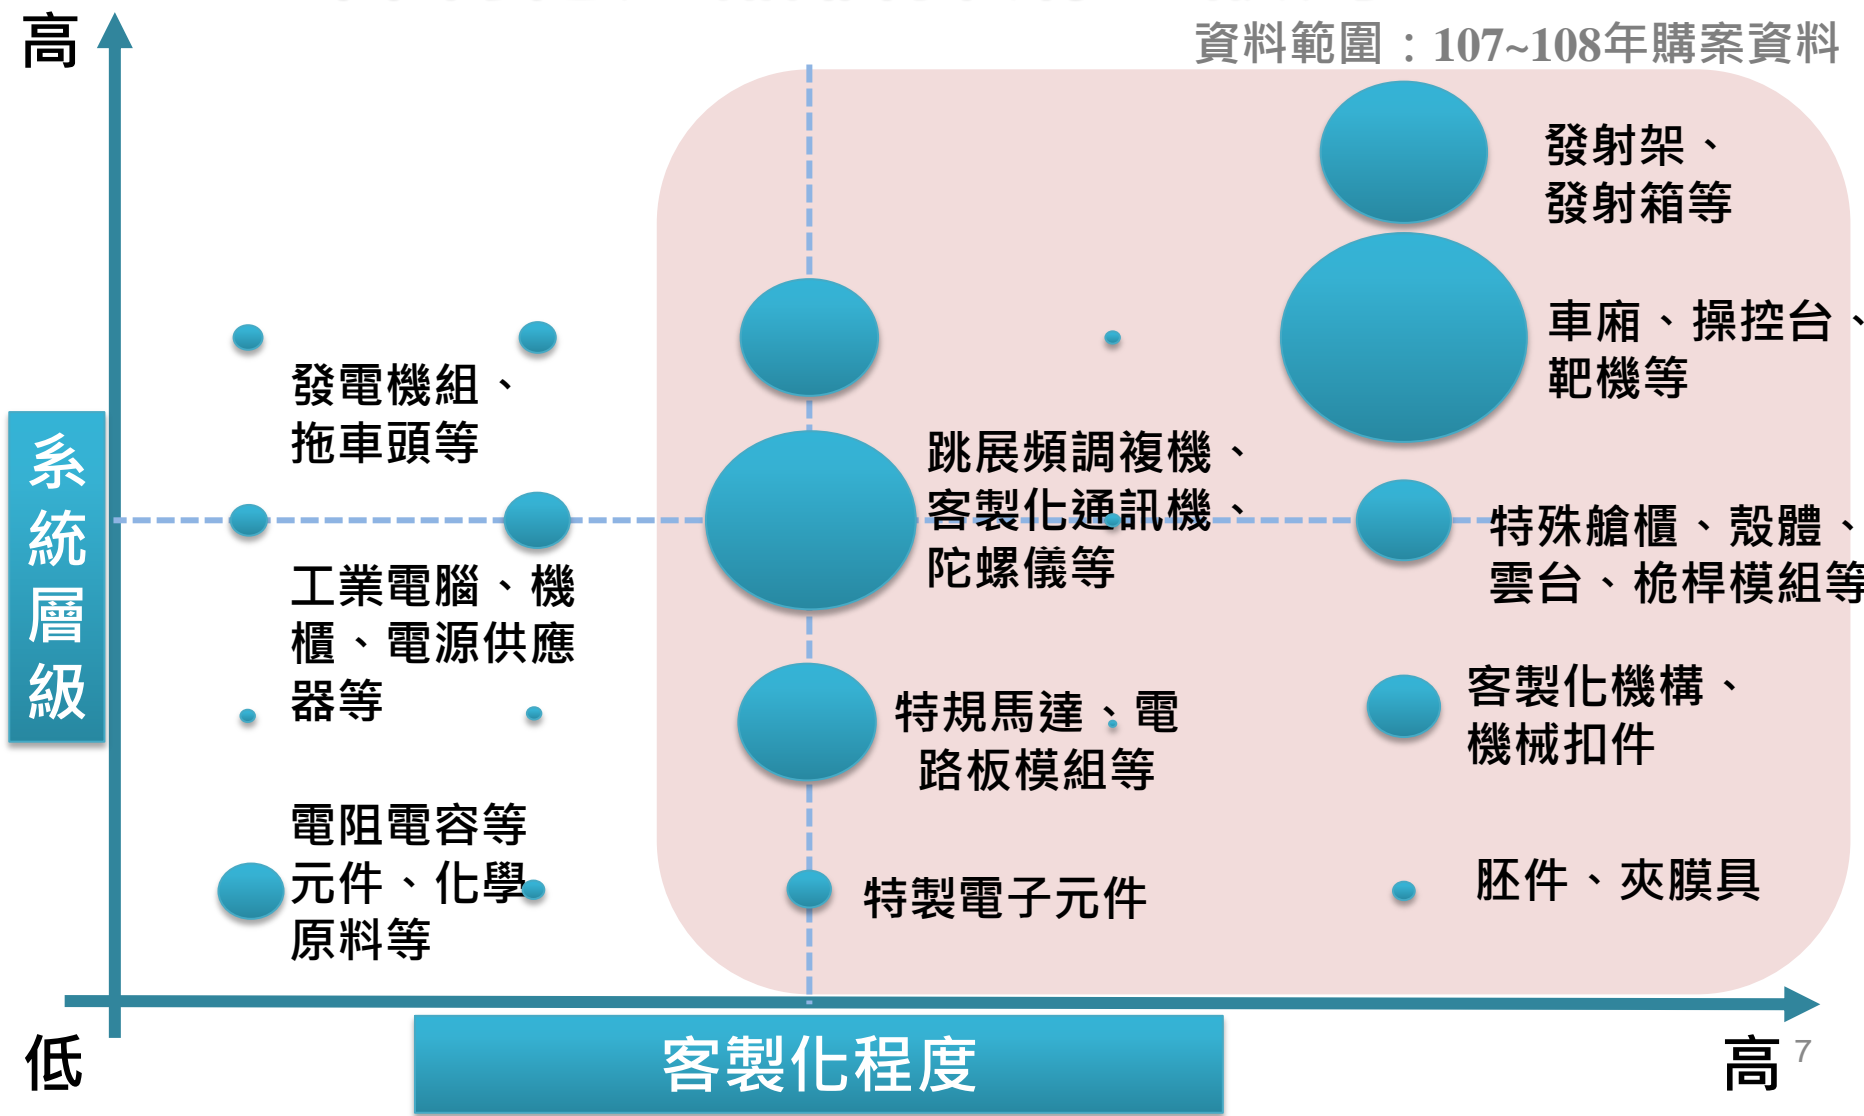 高
資料範圍：107~108年購案資料
發射架、
發射箱等
車廂、操控台、
靶機等
發電機組、
拖車頭等
跳展頻調複機、
客製化通訊機、
陀螺儀等
特殊艙櫃、殼體、
雲台、桅桿模組等
系統層級
工業電腦、機
櫃、電源供應
器等
特規馬達、電
路板模組等
客製化機構、
機械扣件
電阻電容等
元件、化學
原料等
特製電子元件
胚件、夾膜具
低
客製化程度
高
7